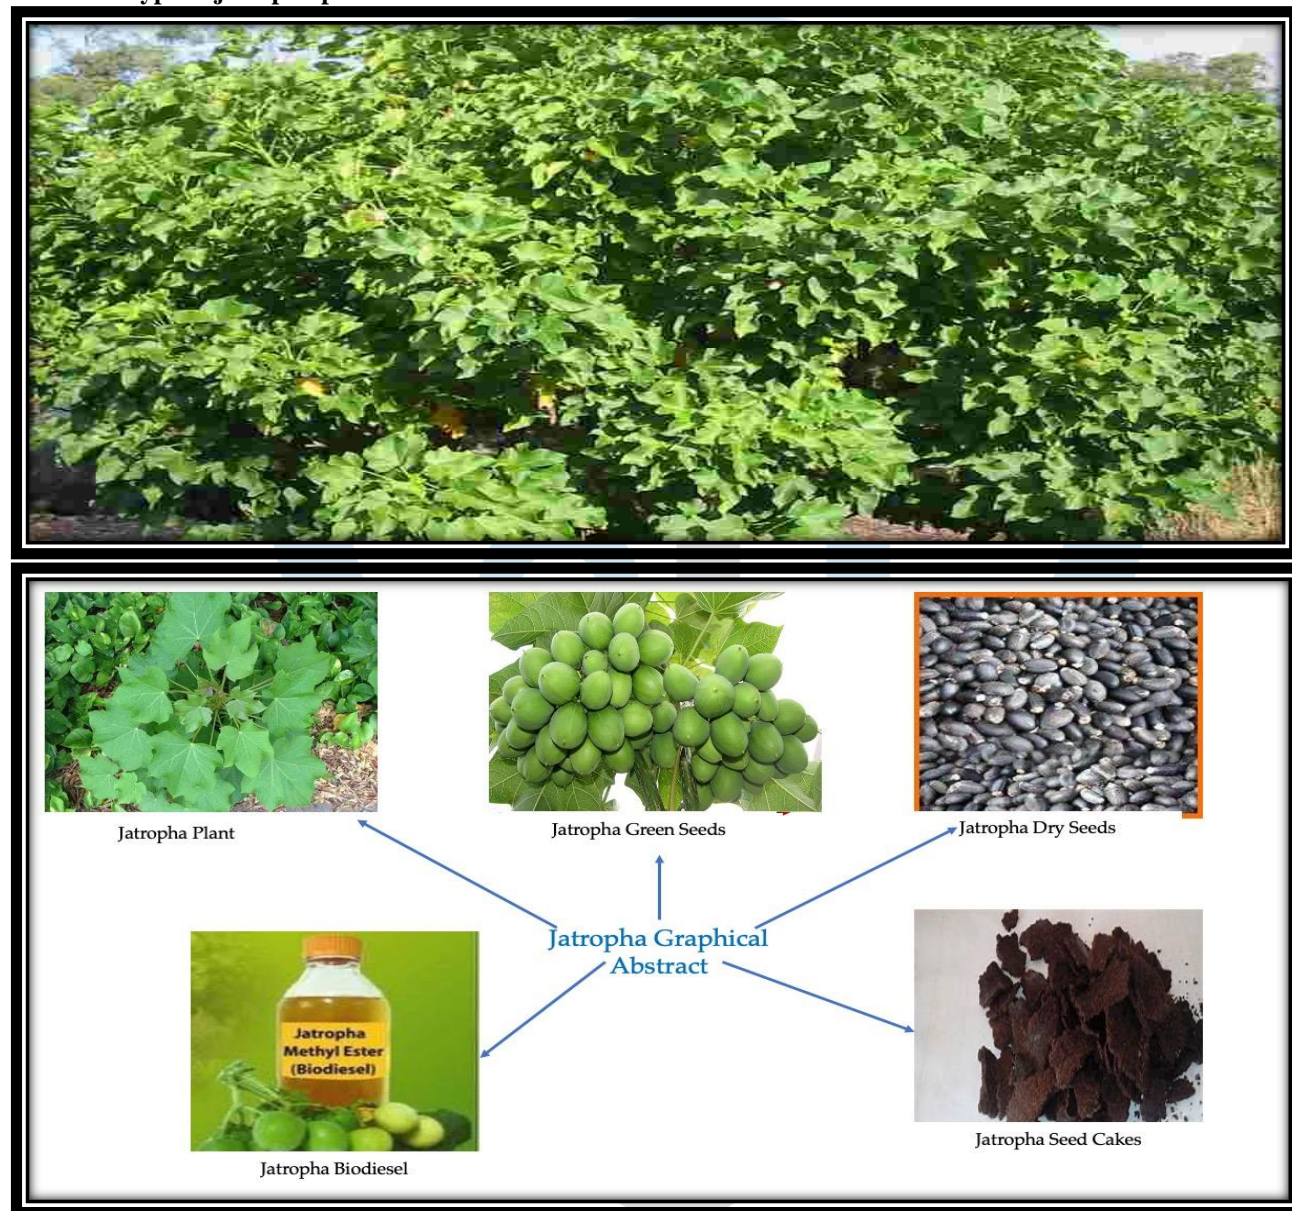 Jatropha Plant
Jatropha Green Seeds
Jatropha Dry Seeds
Jatropha Graphical
Abstract
Jatropha
Methyl Ester
(Biodiesel)
Jatropha Biodiesel
Jatropha Seed Cakes